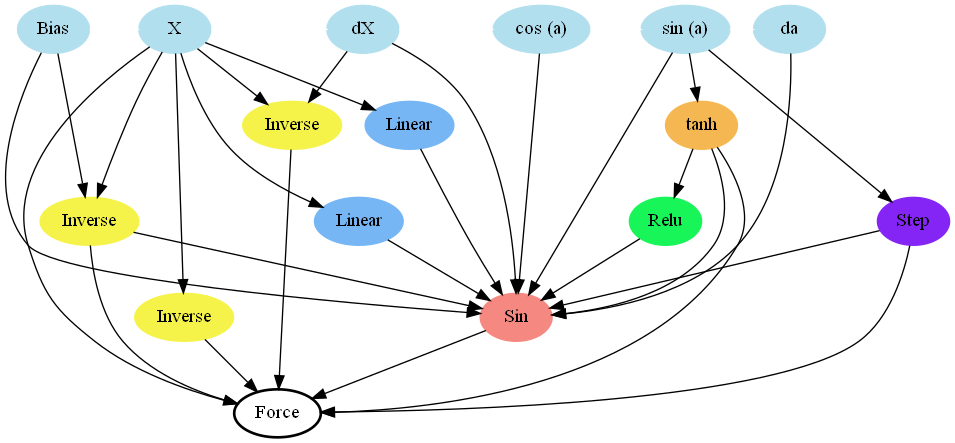 Bias
X
dX
cos (a)
sin (a)
da
Inverse
Linear
tanh
Inverse
Linear
Relu
Step
Inverse
Sin
Force